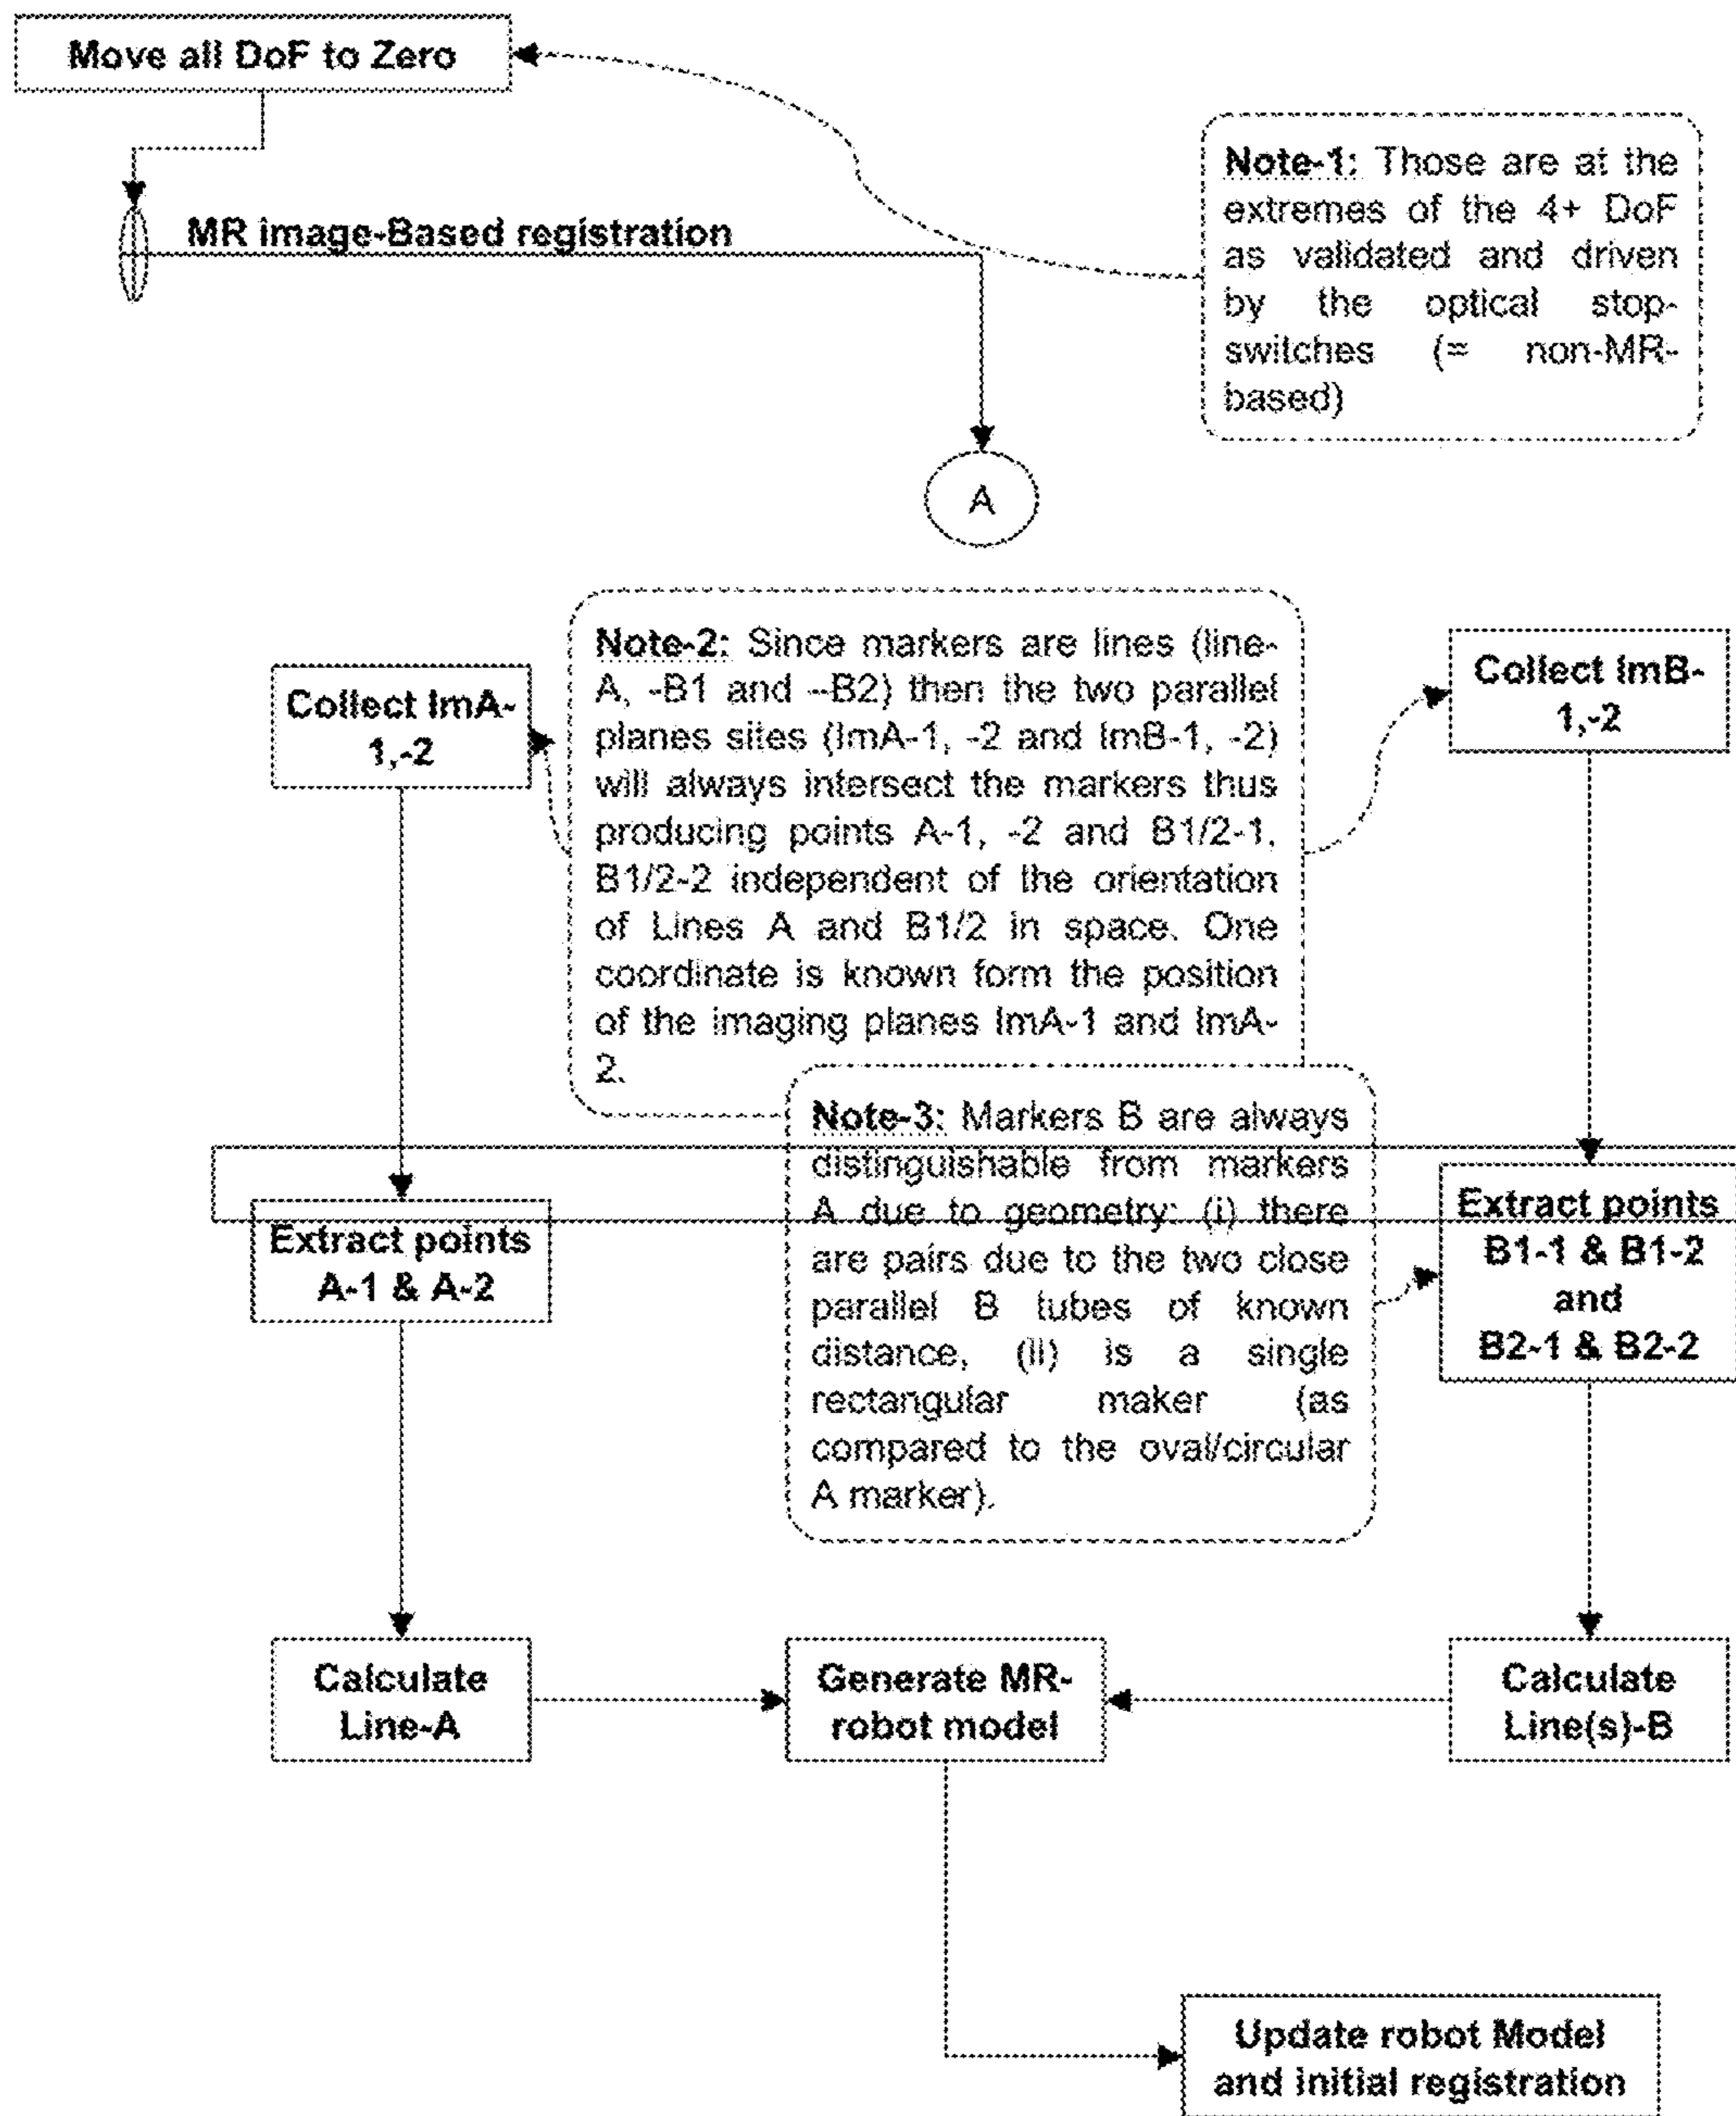 Move all DoF to Zero
Note-1: Those are at the
extremes of the 4+ DoF
as validated and driven
by the optical stop-
switches (= non-MR-
based)
MR image-Based registration
A
Note-2: Since markers are lines (line-
A, -B1 and --B2) then the two parallel
planes sites (ImA-1, -2 and ImB-1, -2)
will always intersect the markers thus
producing points A-1, -2 and B1/2-1,
B1/2-2 independent of the orientation
of Lines A and B1/2 in space. One
coordinate is known form the position
of the imaging planes ImA-1 and ImA-
2.
Collect ImA-
1,-2
Collect ImB-
1,-2
Note-3: Markers B are always
distinguishable from markers
A due to geometry: (i) there
are pairs due to the two close
parallel B tubes of known
distance, (ii) is a single
rectangular maker (as
compared to the oval/circular
A marker).
Extract points
A-1 & A-2
Extract points
B1-1 & B1-2
and
B2-1 & B2-2
Calculate
Line-A
Generate MR-
robot model
Calculate
Line(s)-B
Update robot Model
and initial registration